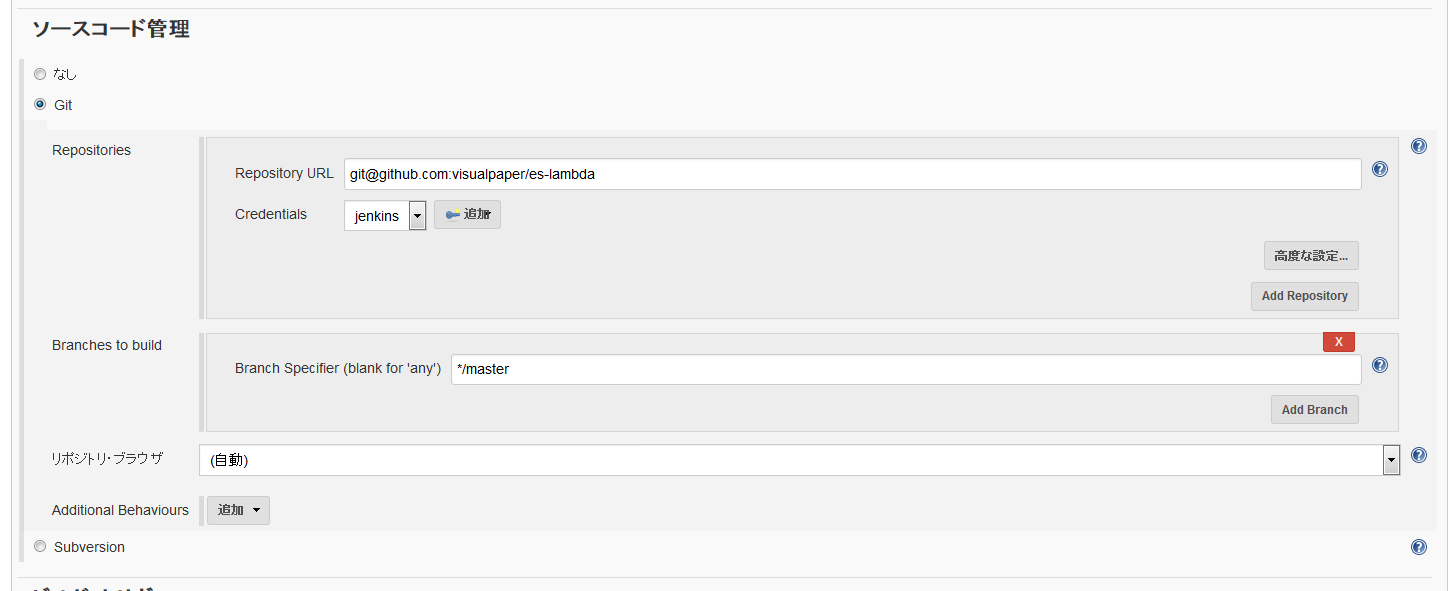 ソースコード管理
なし
Git
Repositories
Repository URL git@github.com:visualpaper/es-lambda
Credentials jenkins 追加
高度な設定...
Add Repository
Branches to build
X
Branch Specifier (blank for 'any') */master
Add Branch
リポジトリ・ブラウザ (自動)
Additional Behaviours 追加
Subversion